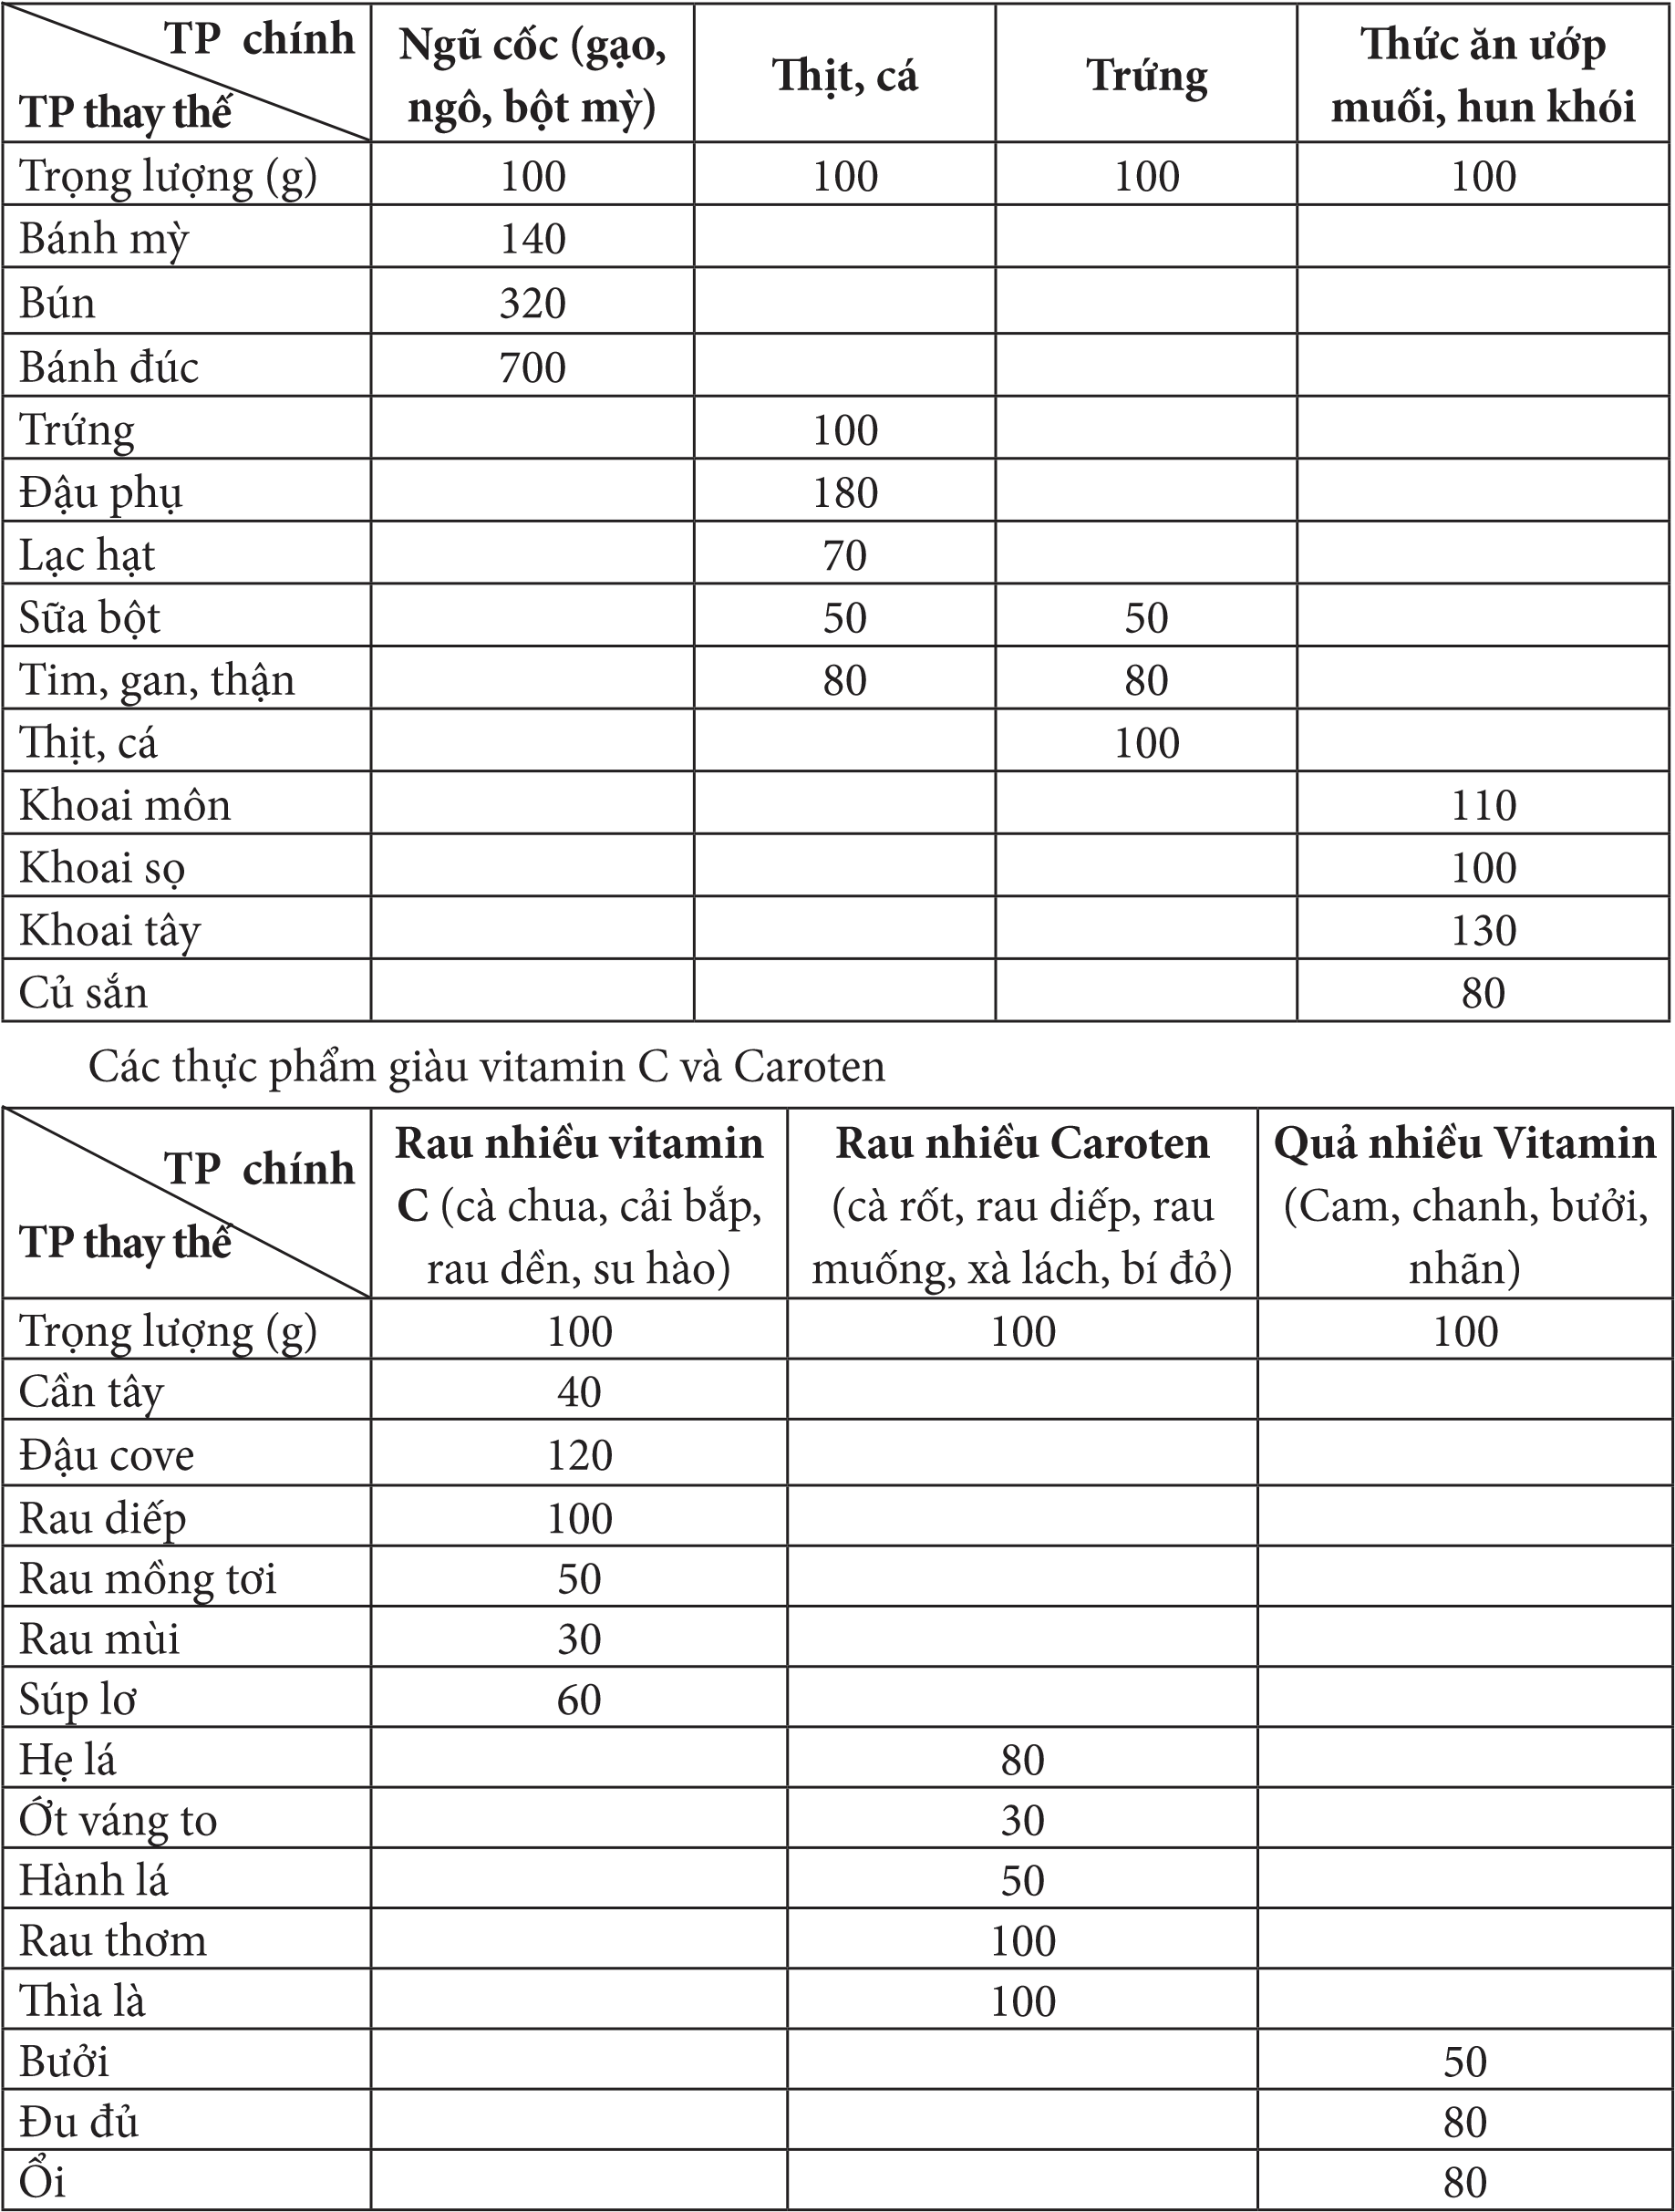 TP chính
TP thay thế
Ngũ cốc (gạo,
ngô, bột mỳ)
Thịt, cá
Trứng
Thức ăn ướp
muối, hun khói
Trọng lượng (g) 100 100 100 100
Bánh mỳ 140
Bún 320
Bánh đúc 700
Trứng 100
Đậu phụ 180
Lạc hạt 70
Sữa bột 50 50
Tim, gan, thận 80 80
Thịt, cá 100
Khoai môn 110
Khoai sọ 100
Khoai tây 130
Củ sắn 80
Các thực phẩm giàu vitamin C và Caroten
TP chính
TP thay thế
Rau nhiều vitamin
C (cà chua, cải bắp,
rau dền, su hào)
Rau nhiều Caroten
(cà rốt, rau diếp, rau
muống, xà lách, bí đỏ)
Quả nhiều Vitamin
(Cam, chanh, bưởi,
nhãn)
Trọng lượng (g) 100 100 100
Cần tây 40
Đậu cove 120
Rau diếp 100
Rau mồng tơi 50
Rau mùi 30
Súp lơ 60
Hẹ lá 80
Ớt váng to 30
Hành lá 50
Rau thơm 100
Thìa là 100
Bưởi 50
Đu đủ 80
Ổi 80